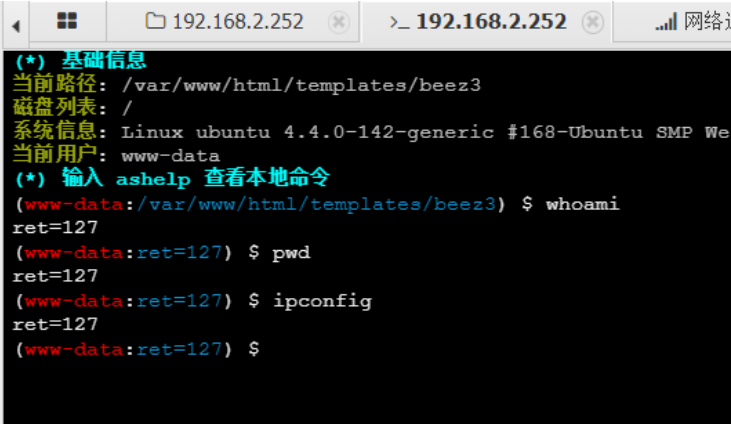 192.168.2.252 >_ 192.168.2.252 网络
(*) 基础信息
当前路径: /var/www/html/templates/beez3
磁盘列表: /
系统信息: Linux ubuntu 4.4.0-142-generic #168-Ubuntu SMP We
当前用户: www-data
(*) 输入 ashelp 查看本地命令
(www-data:/var/www/html/templates/beez3) $ whoami
ret=127
(www-data:ret=127) $ pwd
ret=127
(www-data:ret=127) $ ipconfig
ret=127
(www-data:ret=127) $